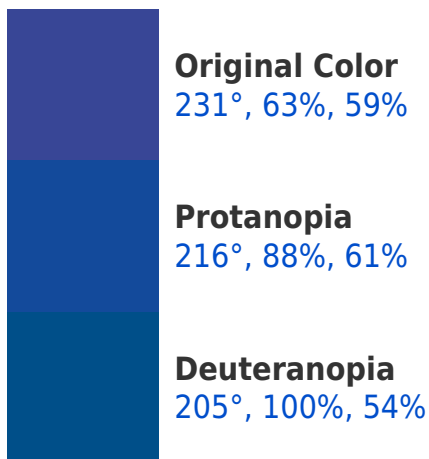 Original Color
231°, 63%, 59%
Protanopia
216°, 88%, 61%
Deuteranopia
205°, 100%, 54%